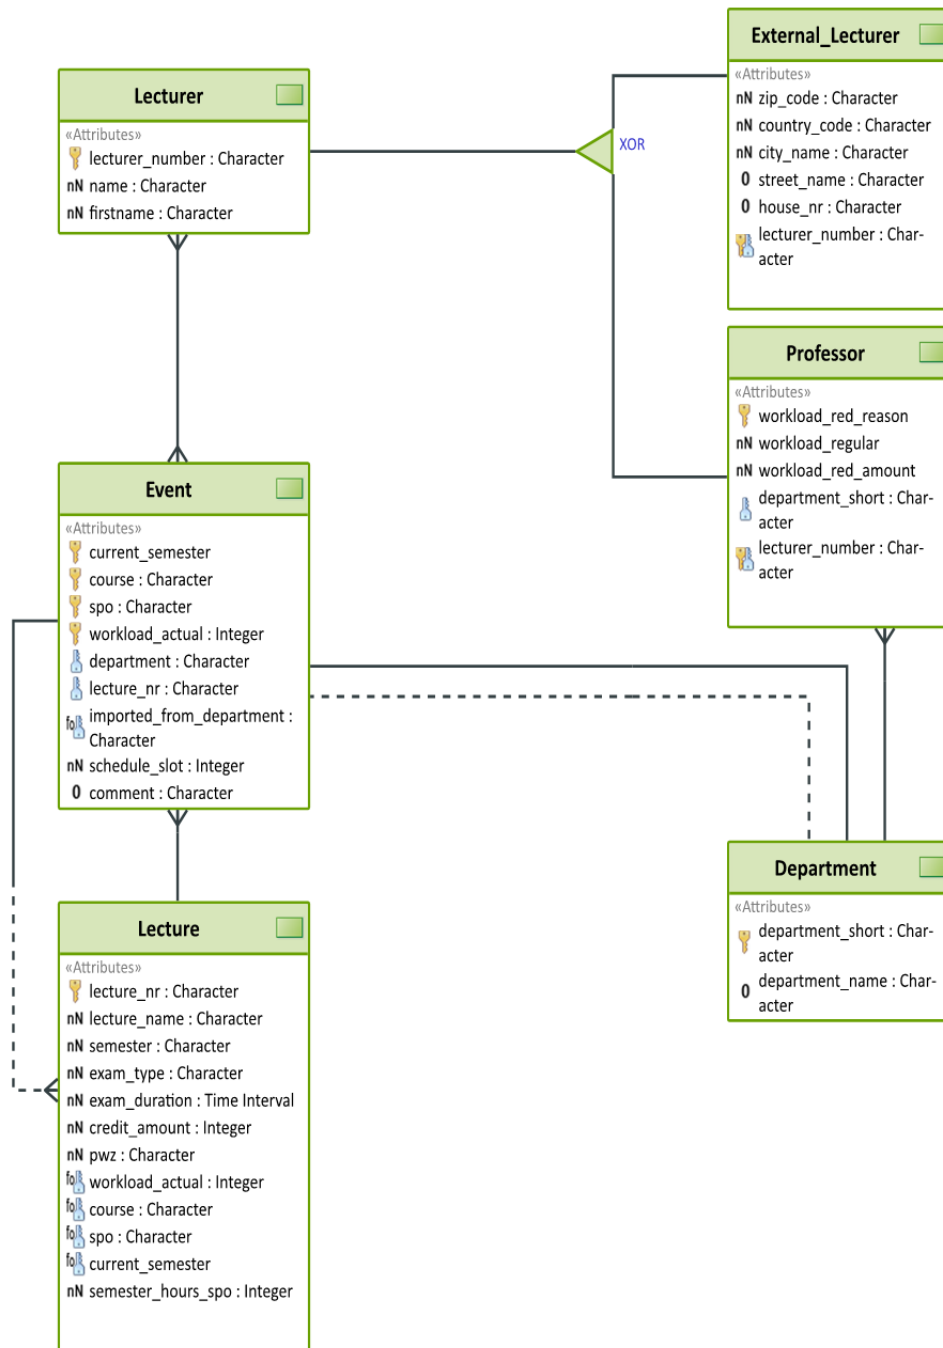 External_Lecturer
«Attributes»
nN zip_code : Character
nN country_code : Character
nN city_name : Character
0 street_name : Character
0 house_nr : Character
lecturer_number : Char-
acter
Lecturer
«Attributes»
lecturer_number : Character
nN name : Character
nN firstname : Character
XOR
Professor
«Attributes»
workload_red_reason
nN workload_regular
nN workload_red_amount
department_short : Char-
acter
lecturer_number : Char-
acter
Event
«Attributes»
current_semester
course : Character
spo : Character
workload_actual : Integer
department : Character
lecture_nr : Character
fo imported_from_department :
Character
nN schedule_slot : Integer
0 comment : Character
Department
«Attributes»
department_short : Char-
acter
0 department_name : Char-
acter
Lecture
«Attributes»
lecture_nr : Character
nN lecture_name : Character
nN semester : Character
nN exam_type : Character
nN exam_duration : Time Interval
nN credit_amount : Integer
nN pwz : Character
fo workload_actual : Integer
fo course : Character
fo spo : Character
fo current_semester
nN semester_hours_spo : Integer